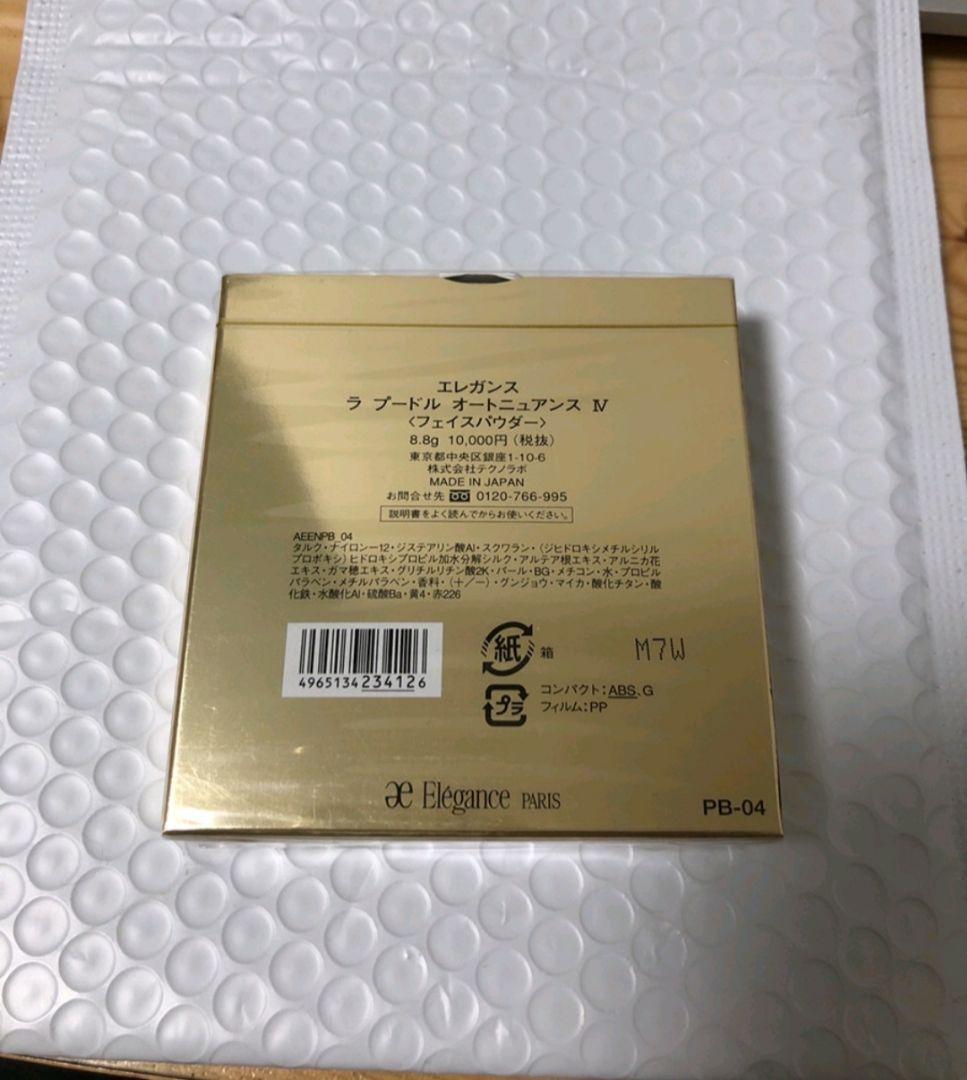 エレガンス
ラ プードル オートニュアンス Ⅳ
〈フェイスパウダー〉
8.8g 10,000円(税抜)
東京都中央区銀座1-10-6
株式会社テクノラボ
MADE IN JAPAN
お問合せ先 0120-766-995
説明書をよく読んでからお使いください。
AEENPB_04
タルク・ナイロン－12・ジステアリン酸Al・スクワラン・(ジヒドロキシメチルシリル
プロポキシ)ヒドロキシプロピル加水分解シルク・アルテア根エキス・アルニカ花
エキス・ガマ穂エキス・グリチルリチン酸2K・パール・BG・メチコン・水・プロピル
パラベン・メチルパラベン・香料・(＋／－)・グンジョウ・マイカ・酸化チタン・酸
化鉄・水酸化Al・硫酸Ba・黄4・赤226
4965134234126
紙 箱
M7W
プラ
コンパクト:ABS、G
フィルム:PP
æ Elégance PARIS
PB-04